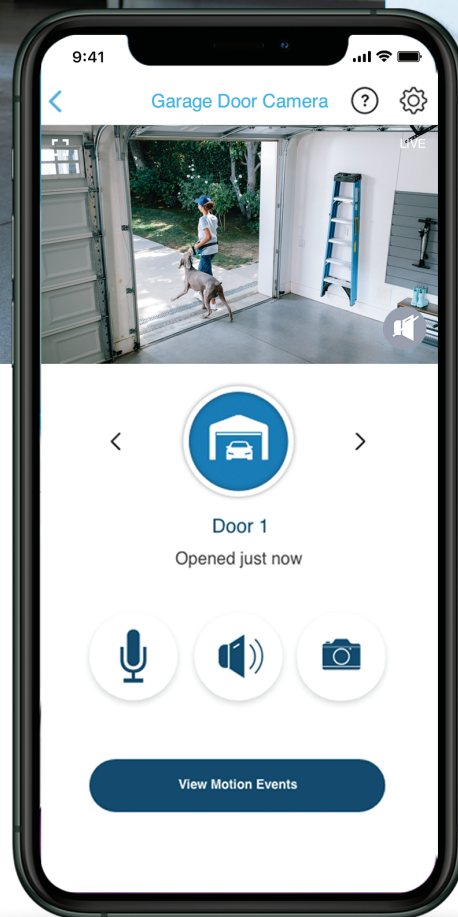 9:41
Garage Door Camera
?
LIVE
Door 1
Opened just now
View Motion Events